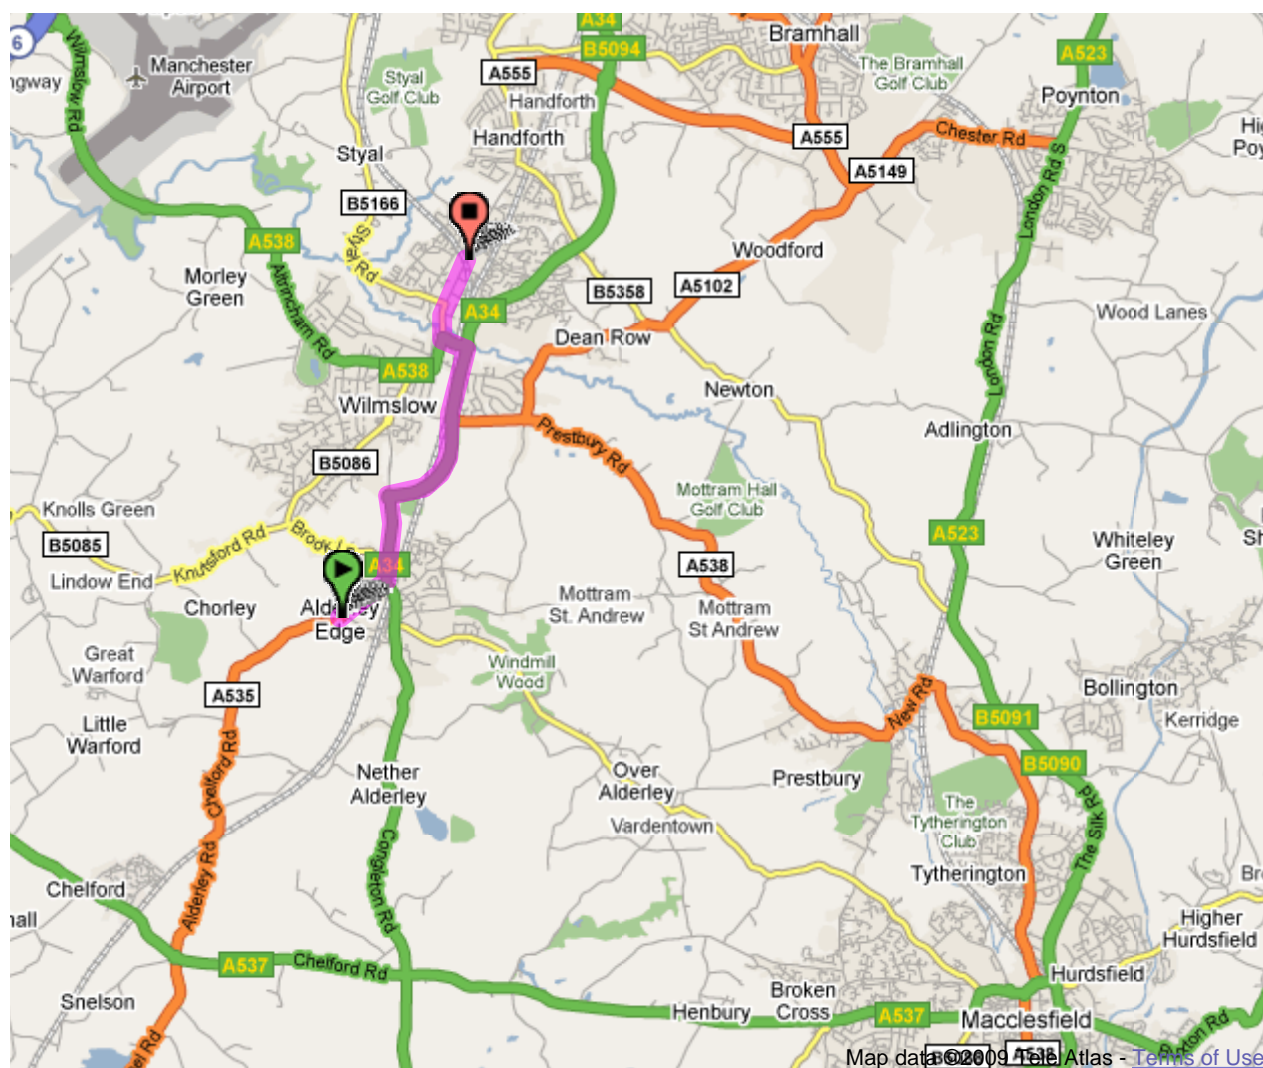 A34
B5094
Bramhall
The Bramhall
Golf Club
A523
6
Wilmslow Rd
Manchester
Airport
Styal
Golf Club
A555
Handforth
Handforth
Poynton
A555
Chester Rd
A5149
London Rd S
Styal
B5166
Styal Rd
A538
Morley
Green
Altrincham Rd
Woodford
A5102
B5358
A34
Wood Lanes
Dean Row
London Rd
A538
Wilmslow
Newton
Adlington
Prestbury Rd
B5086
Mottram Hall
Golf Club
Knolls Green
B5085
Knutsford Rd
A34
A523
Whiteley
Green
A538
Lindow End
Chorley
Alderley
Edge
Mottram
St. Andrew
Mottram
St Andrew
Great
Warford
Windmill
Wood
A535
New Rd
Bollington
Little
Warford
B5091
Kerridge
Chelford Rd
B5090
Nether
Alderley
Over
Alderley
Prestbury
Vardentown
The
Tytherington
Club
The Silk Rd
Alderley Rd
Congleton Rd
Tytherington
Chelford
Higher
Hurdsfield
A537
Chelford Rd
Hurdsfield
Snelson
Broken
Cross
Henbury
A537
Macclesfield
Map data ©2009 Tele Atlas - Terms of Use